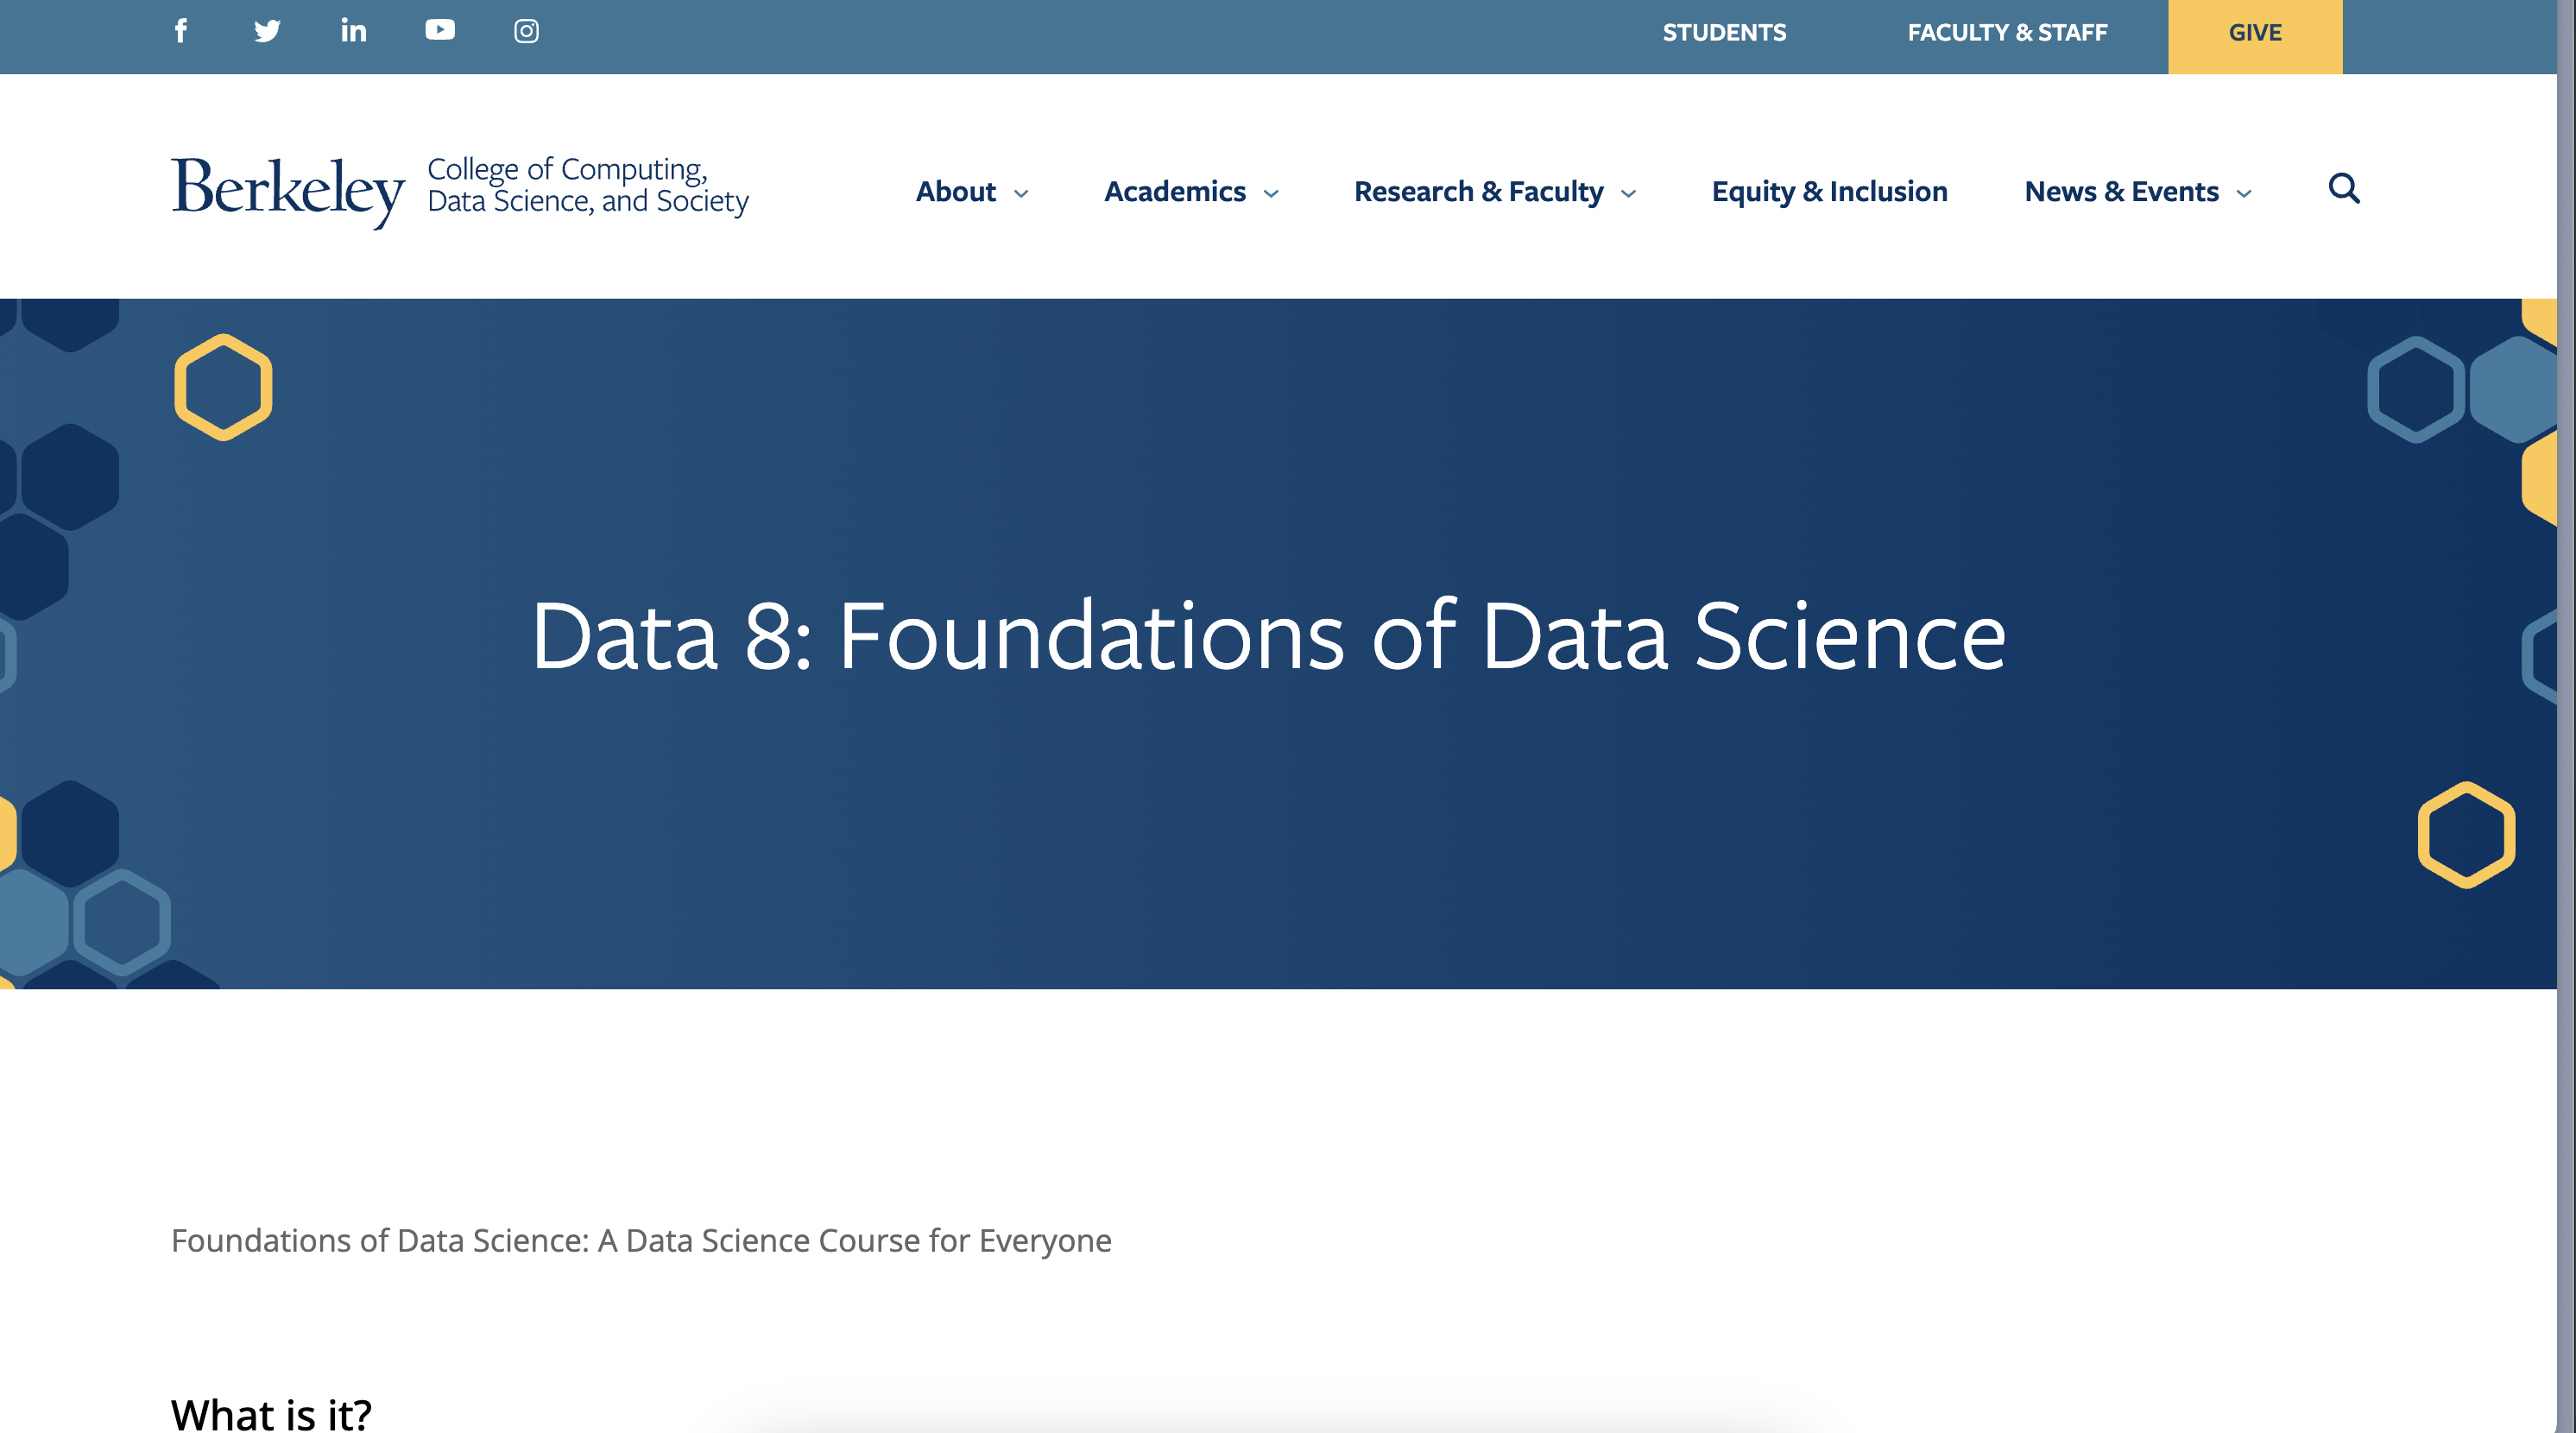 STUDENTS
FACULTY & STAFF
GIVE
Berkeley
College of Computing,
Data Science, and Society
About
Academics
Research & Faculty
Equity & Inclusion
News & Events
Data 8: Foundations of Data Science
Foundations of Data Science: A Data Science Course for Everyone
What is it?